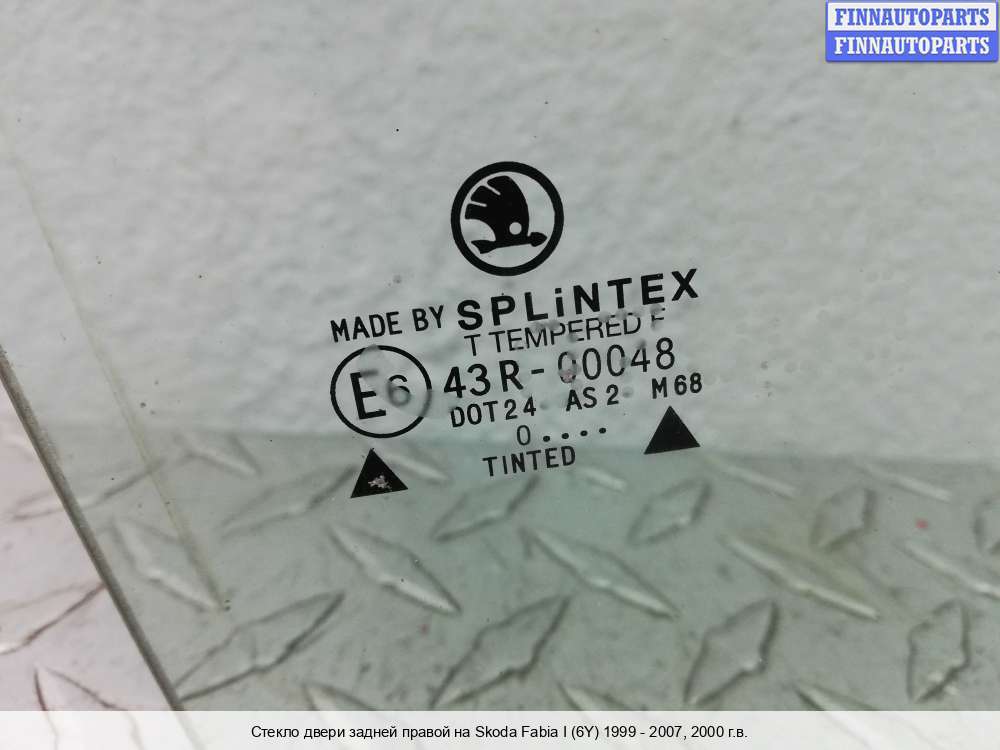 FINNAUTOPARTS
FINNAUTOPARTS
MADE BY SPLiNTEX
T TEMPERED F
E6 43R-00048
DOT24 AS2 M68
0....
TINTED
Стекло двери задней правой на Skoda Fabia I (6Y) 1999 - 2007, 2000 г.в.